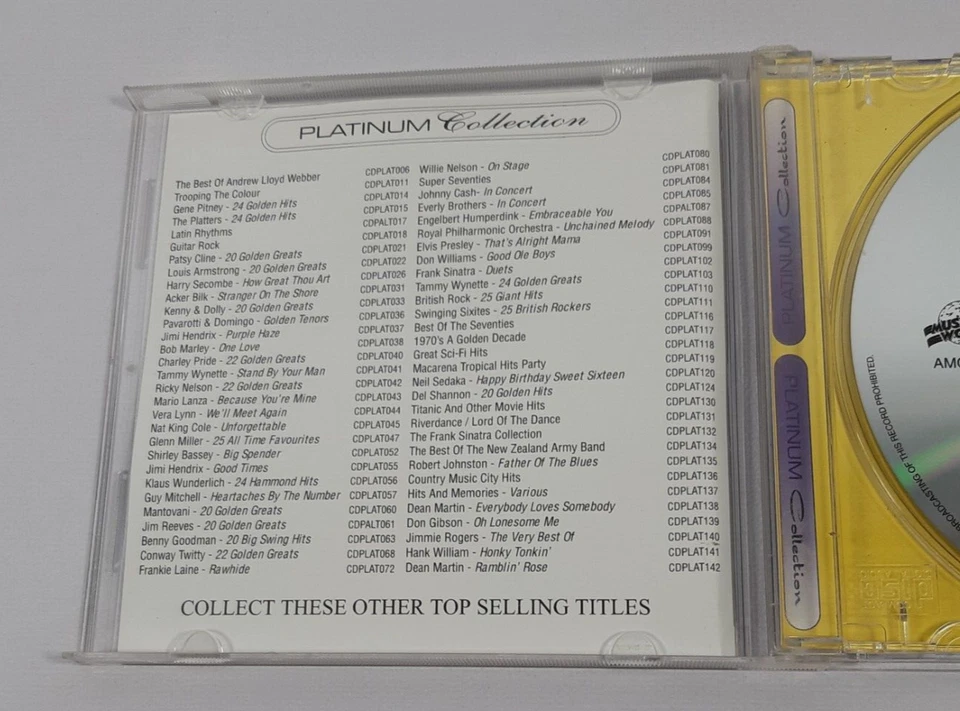 PLATINUM Collection
The Best Of Andrew Lloyd Webber CDPLAT006
Trooping The Colour CDPLAT011
Gene Pitney - 24 Golden Hits CDPLAT014
The Platters - 24 Golden Hits CDPLAT015
Latin Rhythms CDPALT017
Guitar Rock CDPLAT018
Patsy Cline - 20 Golden Greats CDPLAT021
Louis Armstrong - 20 Golden Greats CDPLAT022
Harry Secombe - How Great Thou Art CDPLAT026
Acker Bilk - Stranger On The Shore CDPLAT031
Kenny & Dolly - 20 Golden Greats CDPLAT033
Pavarotti & Domingo - Golden Tenors CDPLAT036
Jimi Hendrix - Purple Haze CDPLAT037
Bob Marley - One Love CDPLAT038
Charley Pride - 22 Golden Greats CDPLAT040
Tammy Wynette - Stand By Your Man CDPLAT041
Ricky Nelson - 22 Golden Greats CDPLAT042
Mario Lanza - Because You're Mine CDPLAT043
Vera Lynn - We'll Meet Again CDPLAT044
Nat King Cole - Unforgettable CDPLAT045
Glenn Miller - 25 All Time Favourites CDPLAT047
Shirley Bassey - Big Spender CDPLAT052
Jimi Hendrix - Good Times CDPLAT055
Klaus Wunderlich - 24 Hammond Hits CDPLAT056
Guy Mitchell - Heartaches By The Number CDPLAT057
Mantovani - 20 Golden Greats CDPLAT060
Jim Reeves - 20 Golden Greats CDPALT061
Benny Goodman - 20 Big Swing Hits CDPLAT063
Conway Twitty - 22 Golden Greats CDPLAT068
Frankie Laine - Rawhide CDPLAT072
Willie Nelson - On Stage CDPLAT080
Super Seventies CDPLAT081
Johnny Cash- In Concert CDPLAT084
Everly Brothers - In Concert CDPLAT085
Engelbert Humperdink - Embraceable You CDPALT087
Royal Philharmonic Orchestra - Unchained Melody CDPLAT088
Elvis Presley - That's Alright Mama CDPLAT091
Don Williams - Good Ole Boys CDPLAT099
Frank Sinatra - Duets CDPLAT102
Tammy Wynette - 24 Golden Greats CDPLAT103
British Rock - 25 Giant Hits CDPLAT110
Swinging Sixites - 25 British Rockers CDPLAT111
Best Of The Seventies CDPLAT116
1970's A Golden Decade CDPLAT117
Great Sci-Fi Hits CDPLAT118
Macarena Tropical Hits Party CDPLAT119
Neil Sedaka - Happy Birthday Sweet Sixteen CDPLAT120
Del Shannon - 20 Golden Hits CDPLAT124
Titanic And Other Movie Hits CDPLAT130
Riverdance / Lord Of The Dance CDPLAT131
The Frank Sinatra Collection CDPLAT132
The Best Of The New Zealand Army Band CDPLAT134
Robert Johnston - Father Of The Blues CDPLAT135
Country Music City Hits CDPLAT136
Hits And Memories - Various CDPLAT137
Dean Martin - Everybody Loves Somebody CDPLAT138
Don Gibson - Oh Lonesome Me CDPLAT139
Jimmie Rogers - The Very Best Of CDPLAT140
Hank William - Honky Tonkin' CDPLAT141
Dean Martin - Ramblin' Rose CDPLAT142
COLLECT THESE OTHER TOP SELLING TITLES
PLATINUM Collection
PLATINUM Collection
BROADCASTING OF THIS RECORD PROHIBITED.